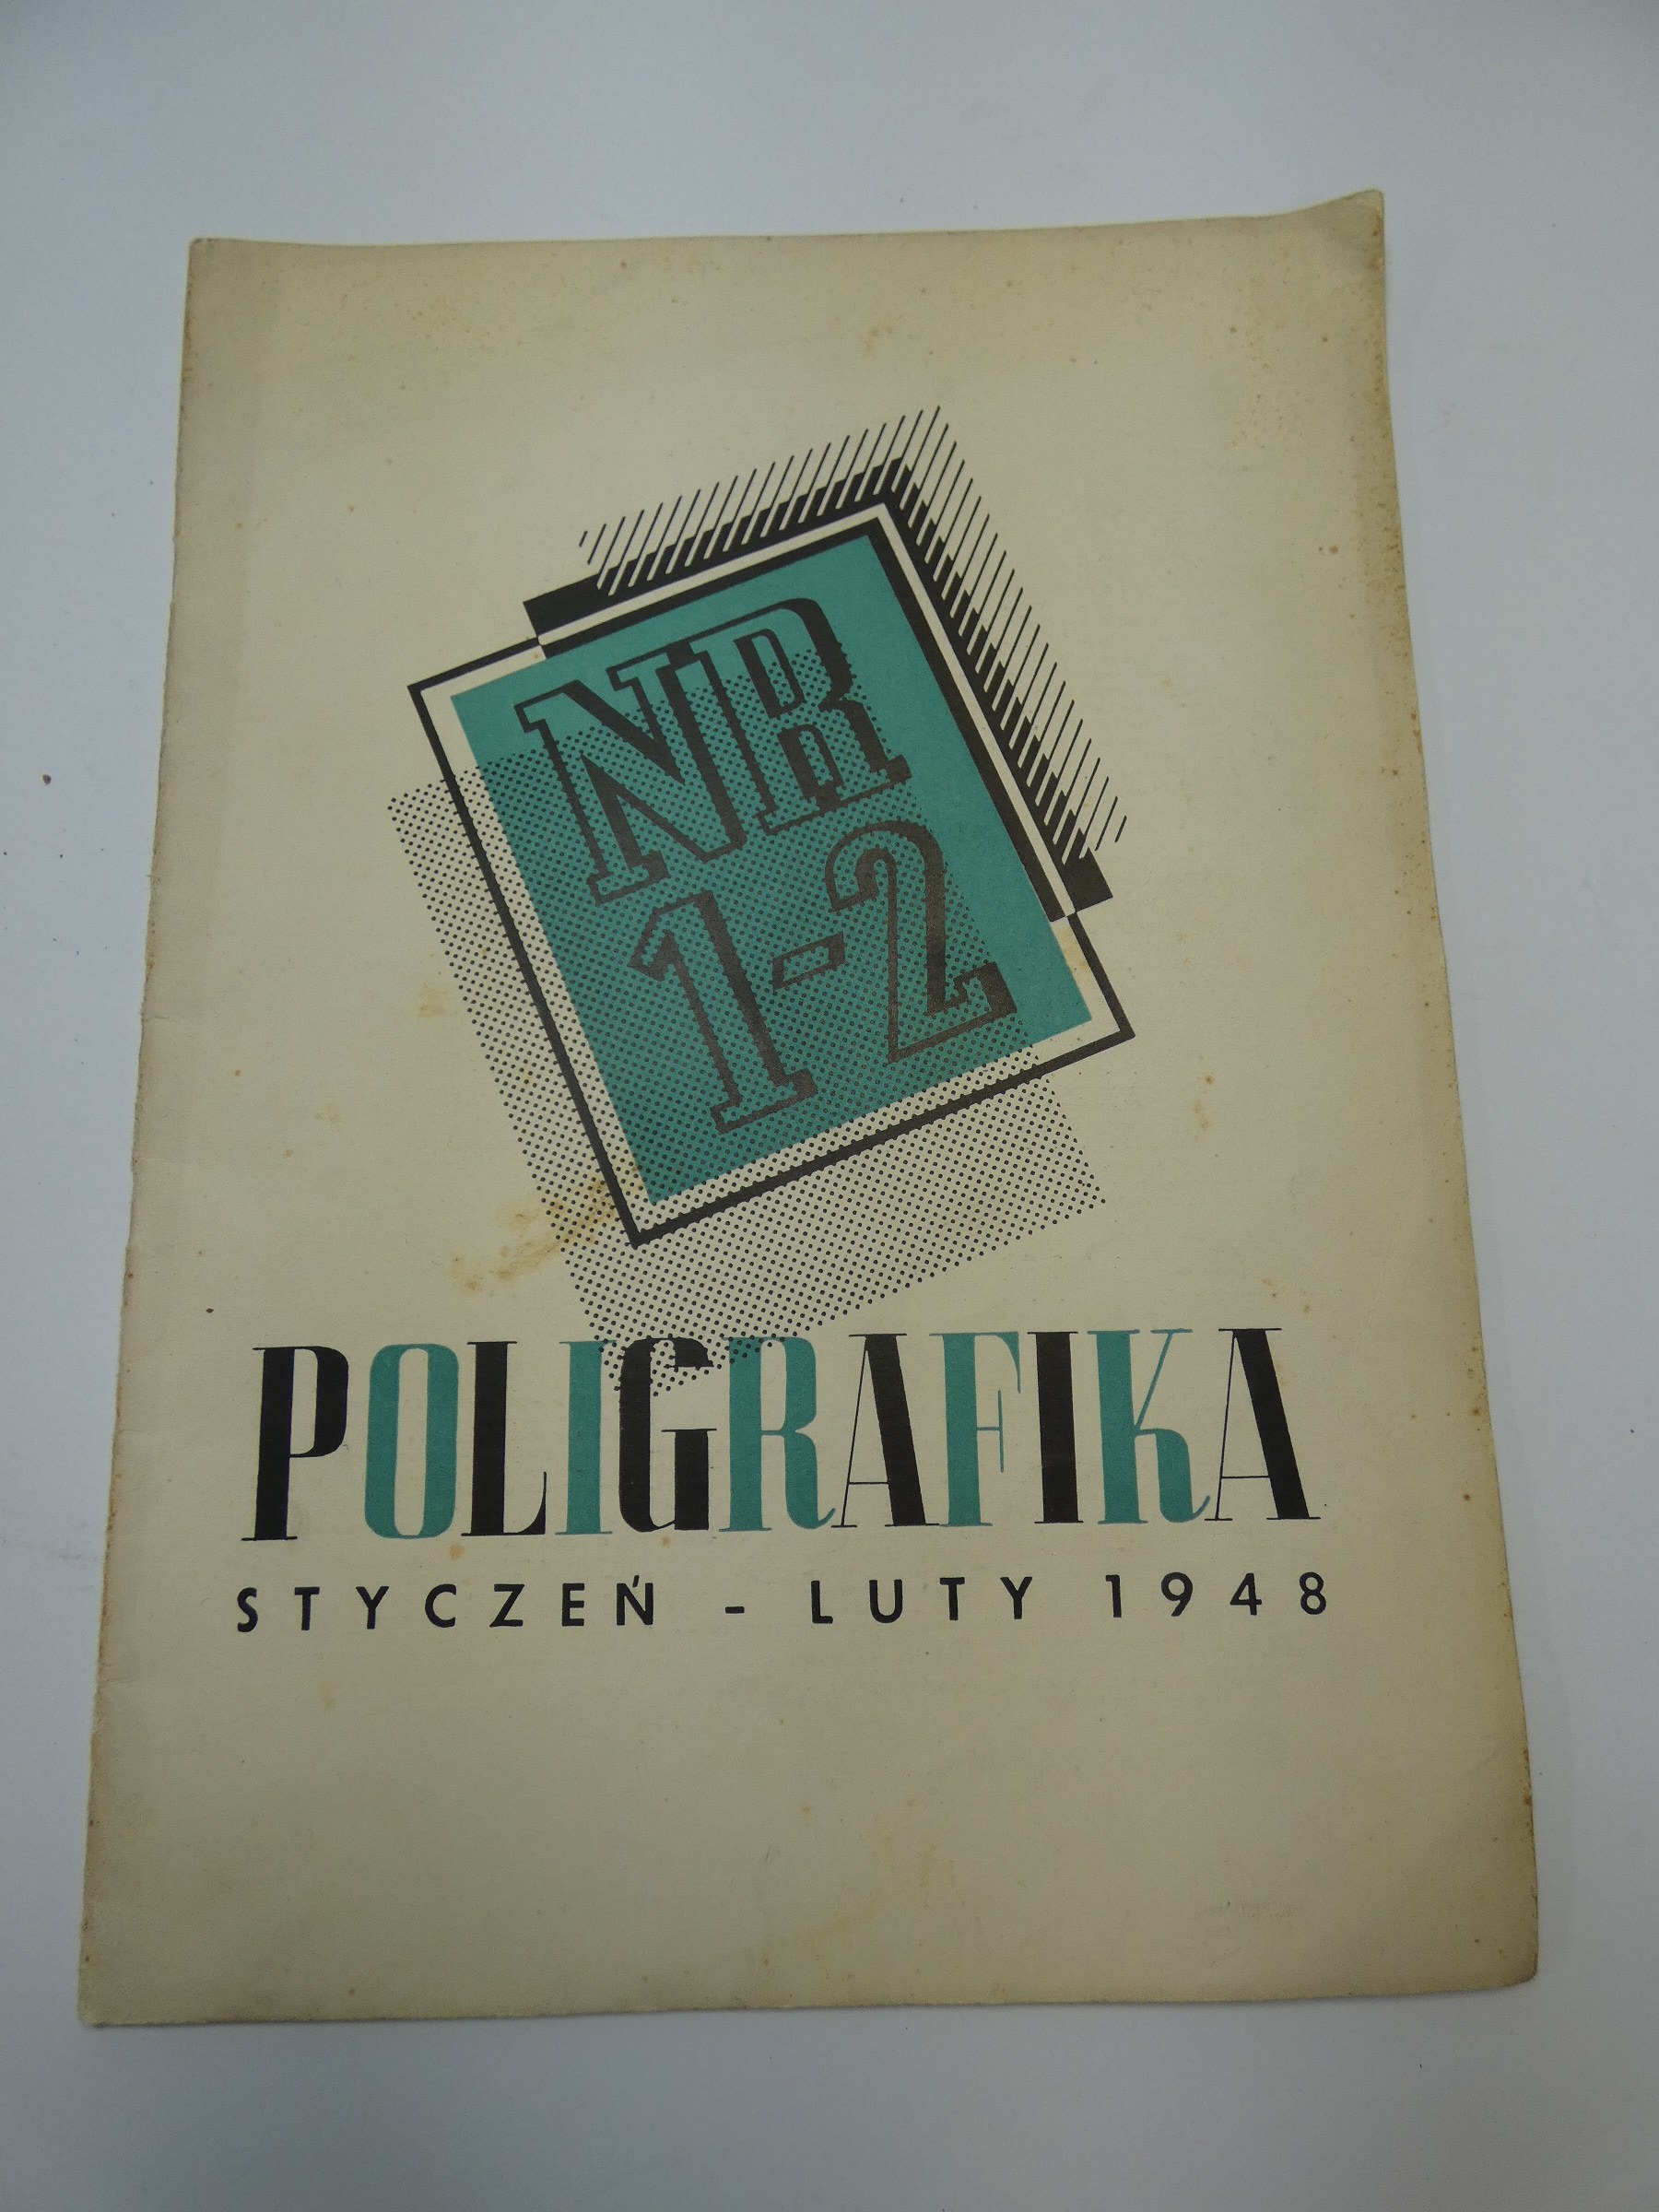 NR
1-2
POLIGRAFIKA
STYCZEŃ - LUTY 1948